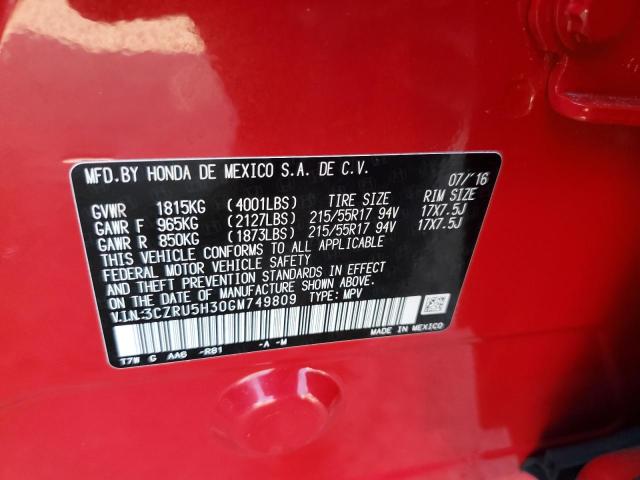 MFD.BY HONDA DE MEXICO S.A. DE C.V. 07/'16
GVWR 1815KG (4001LBS) TIRE SIZE RIM SIZE
GAWR F 965KG (2127LBS) 215/55R17 94V 17X7.5J
GAWR R 850KG (1873LBS) 215/55R17 94V 17X7.5J
THIS VEHICLE CONFORMS TO ALL APPLICABLE
FEDERAL MOTOR VEHICLE SAFETY
AND THEFT PREVENTION STANDARDS IN EFFECT
ON THE DATE OF MANUFACTURE SHOWN ABOVE.
V.I.N:3CZRU5H30GM749809 TYPE: MPV
MADE IN MEXICO
T7W G AA6 -R81 -A -M